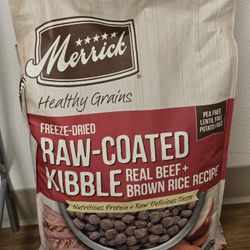 Merrick
Healthy Grains
PEA FREE
LENTIL FREE
POTATO FREE
FREEZE-DRIED
RAW-COATED
KIBBLE REAL BEEF +
BROWN RICE RECIPE
Nutritious Protein + Raw Delicious Taste